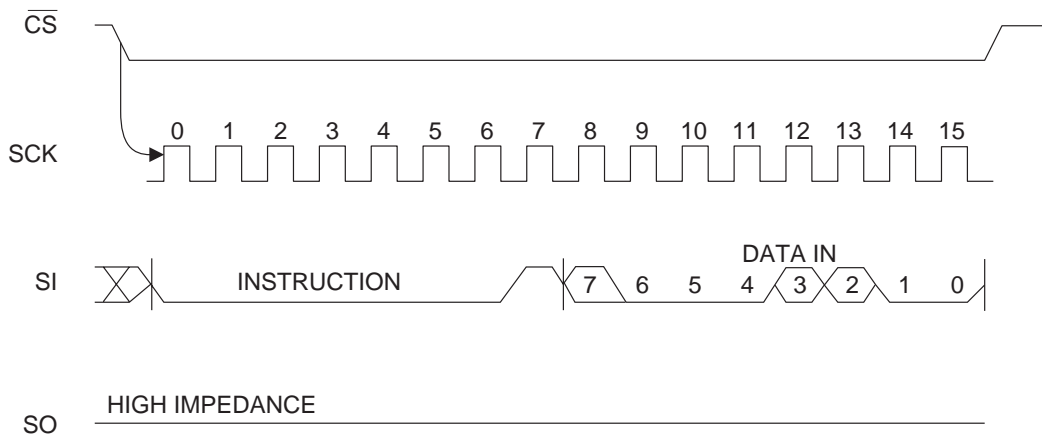 CS
0 1 2 3 4 5 6 7 8 9 10 11 12 13 14 15
SCK
DATA IN
SI INSTRUCTION 7 6 5 4 3 2 1 0
HIGH IMPEDANCE
SO